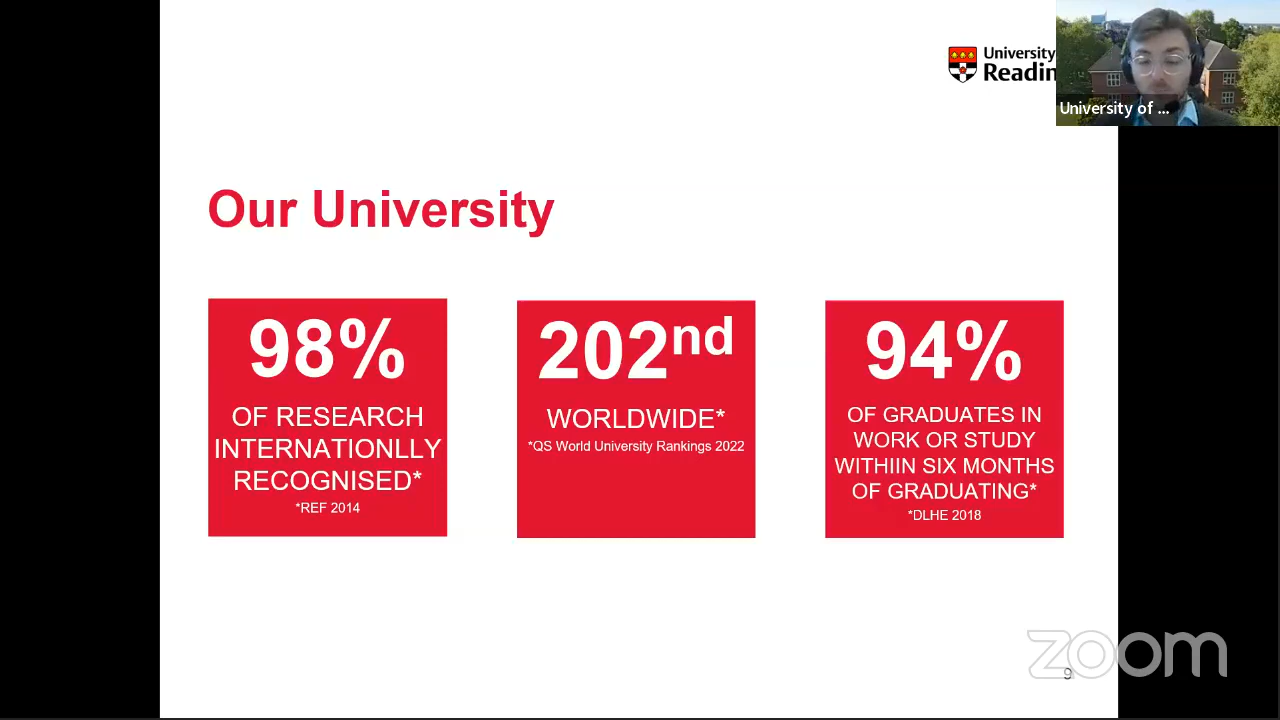 University
Readin
University of ...
Our University
98%
OF RESEARCH
INTERNATIONLLY
RECOGNISED*
*REF 2014
202nd
WORLDWIDE*
*QS World University Rankings 2022
94%
OF GRADUATES IN
WORK OR STUDY
WITHIIN SIX MONTHS
OF GRADUATING*
*DLHE 2018
zoom
9